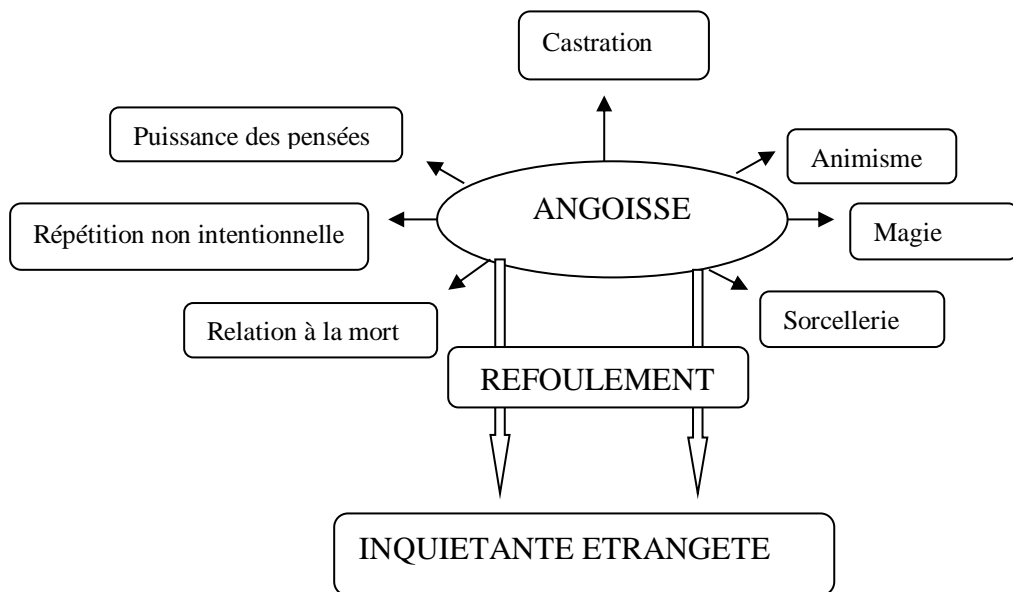 Castration
Puissance des pensées
Animisme
ANGOISSE
Répétition non intentionnelle
Magie
Relation à la mort
Sorcellerie
REFOULEMENT
INQUIETANTE ETRANGETE